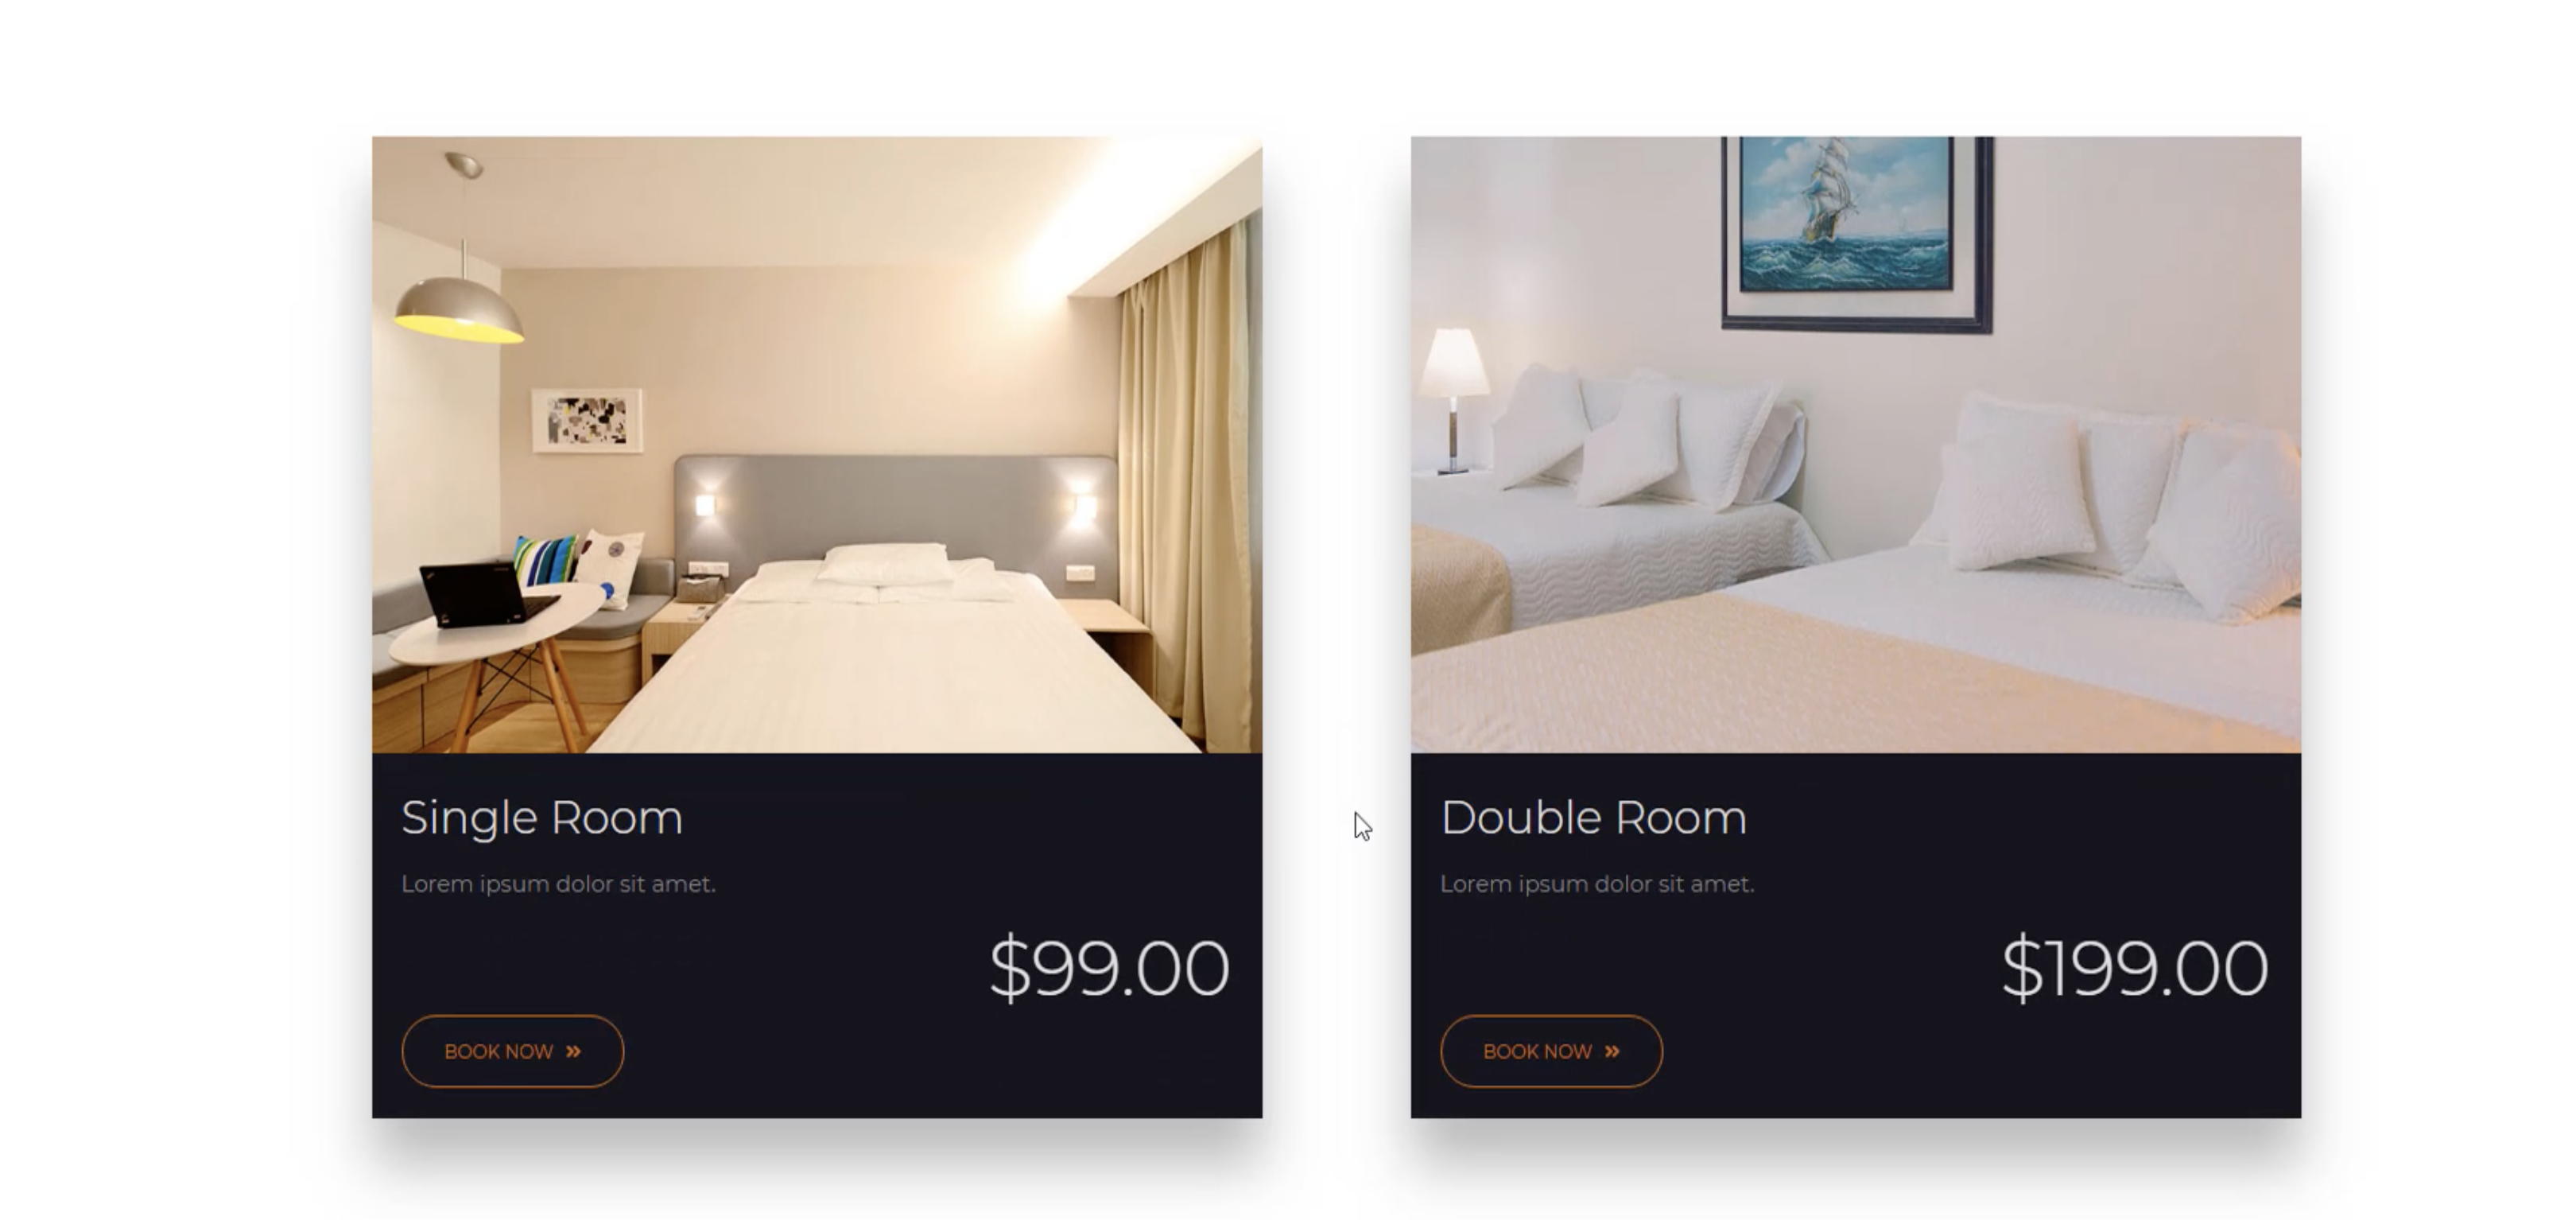 Single Room
Lorem ipsum dolor sit amet.
$99.00
BOOK NOW »
Double Room
Lorem ipsum dolor sit amet.
$199.00
BOOK NOW »